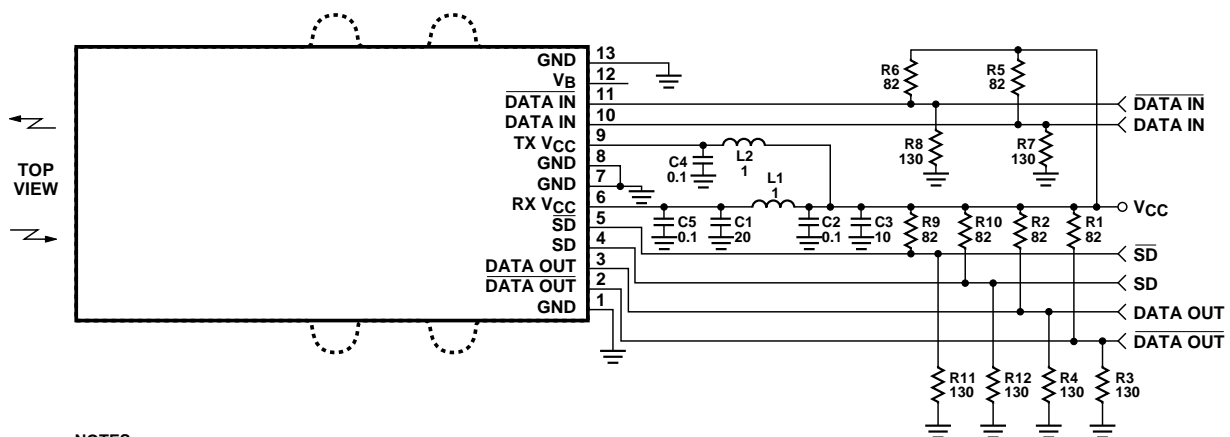 TOP
VIEW
GND 13
VB 12
DATA IN 11
DATA IN 10
TX VCC 9
GND 8
GND 7
RX VCC 6
SD 5
SD 4
DATA OUT 3
DATA OUT 2
GND 1
R6
82
R5
82
DATA IN
DATA IN
R8
130
R7
130
C4
0.1
L2
1
L1
1
VCC
C5
0.1
C1
20
C2
0.1
C3
10
R9
82
R10
82
R2
82
R1
82
SD
SD
DATA OUT
DATA OUT
R11
130
R12
130
R4
130
R3
130